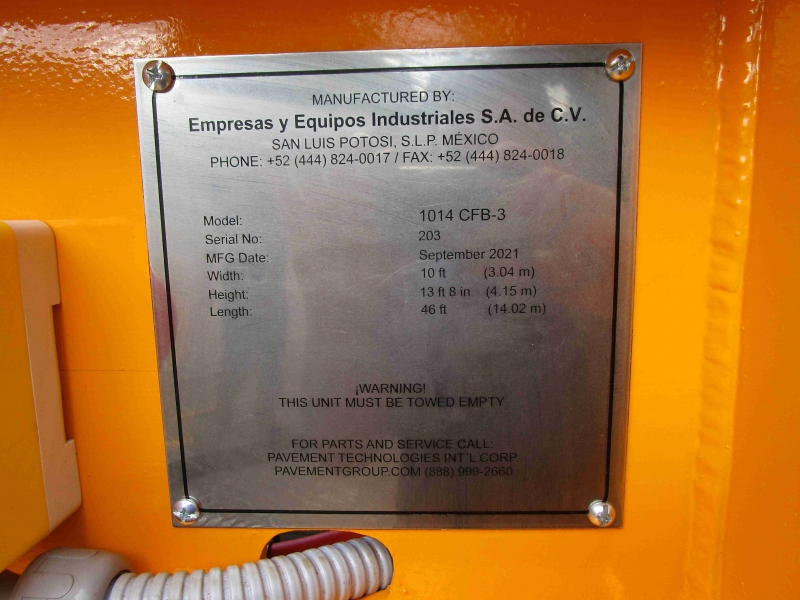 MANUFACTURED BY:
Empresas y Equipos Industriales S.A. de C.V.
SAN LUIS POTOSI, S.L.P. MÉXICO
PHONE: +52 (444) 824-0017 / FAX: +52 (444) 824-0018
Model: 1014 CFB-3
Serial No: 203
MFG Date: September 2021
Width: 10 ft (3.04 m)
Height: 13 ft 8 in (4.15 m)
Length: 46 ft (14.02 m)
¡WARNING!
THIS UNIT MUST BE TOWED EMPTY
FOR PARTS AND SERVICE CALL:
PAVEMENT TECHNOLOGIES INT´L CORP.
PAVEMENTGROUP.COM (888) 999-2660